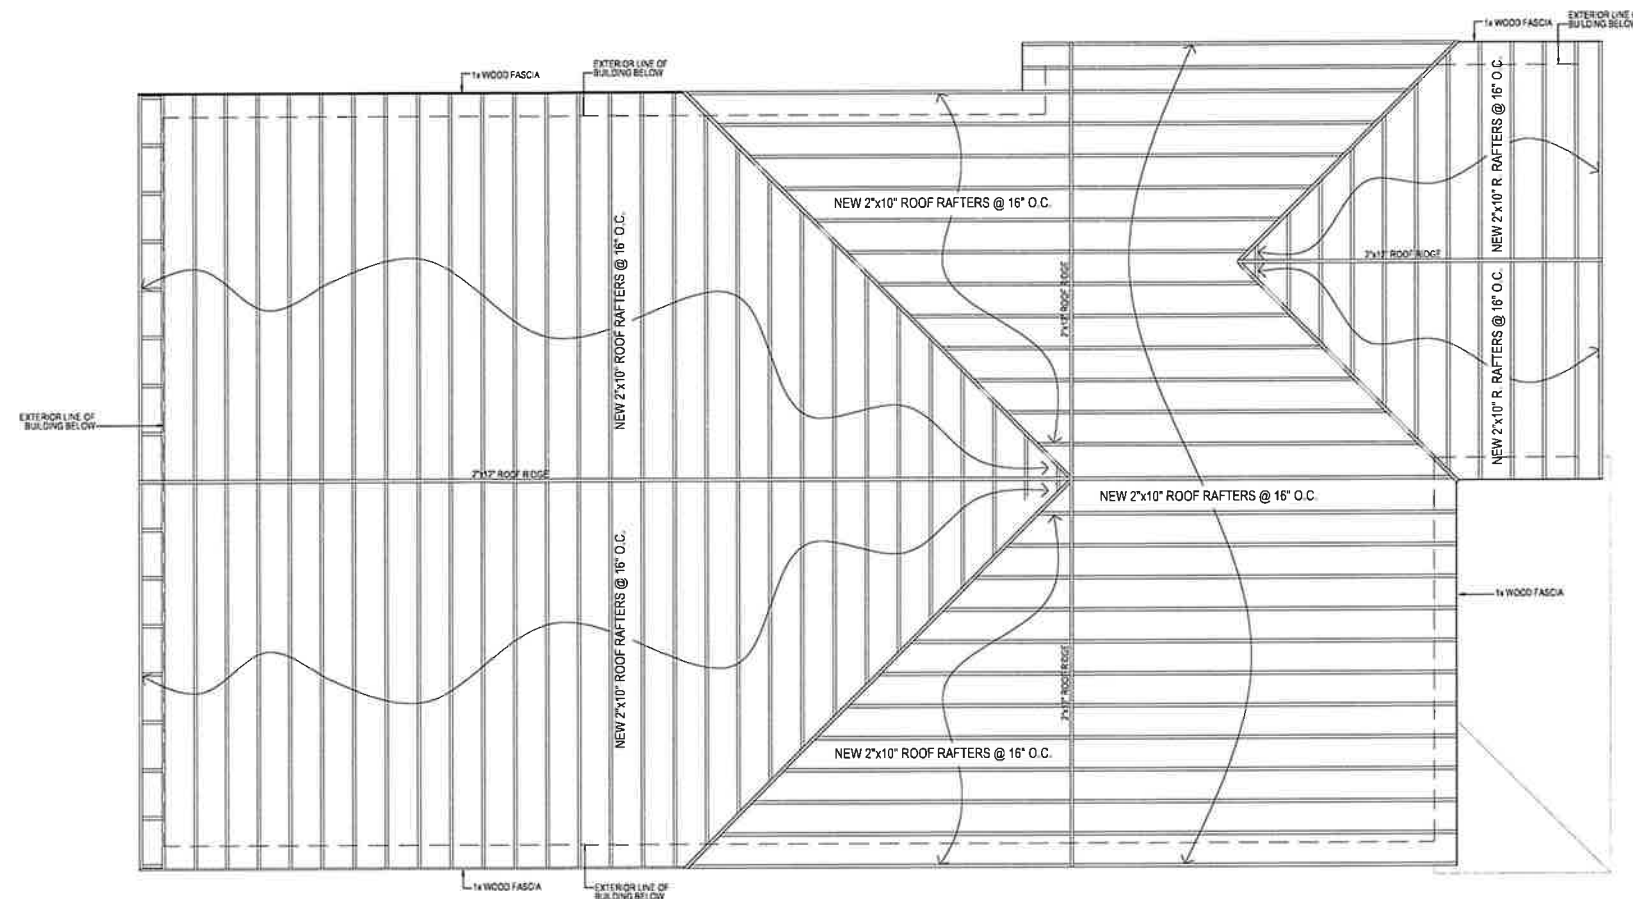 1x WOOD FASCIA
EXTERIOR LINE OF
BUILDING BELOW
1x WOOD FASCIA
EXTERIOR LINE
BUILDING BELOW
NEW 2"x10" ROOF RAFTERS @ 16" O.C.
NEW 2"x10" ROOF RAFTERS @ 16" O.C.
NEW 2"x10" R. RAFTERS @ 16" O.C.
2"x12" ROOF RIDGE
2"x12" ROOF RIDGE
NEW 2"x10" R. RAFTERS @ 16" O.C.
EXTERIOR LINE OF
BUILDING BELOW
2"x12" ROOF RIDGE
NEW 2"x10" ROOF RAFTERS @ 16" O.C.
NEW 2"x10" ROOF RAFTERS @ 16" O.C.
1x WOOD FASCIA
2"x12" ROOF RIDGE
NEW 2"x10" ROOF RAFTERS @ 16" O.C.
1x WOOD FASCIA
EXTERIOR LINE OF
BUILDING BELOW